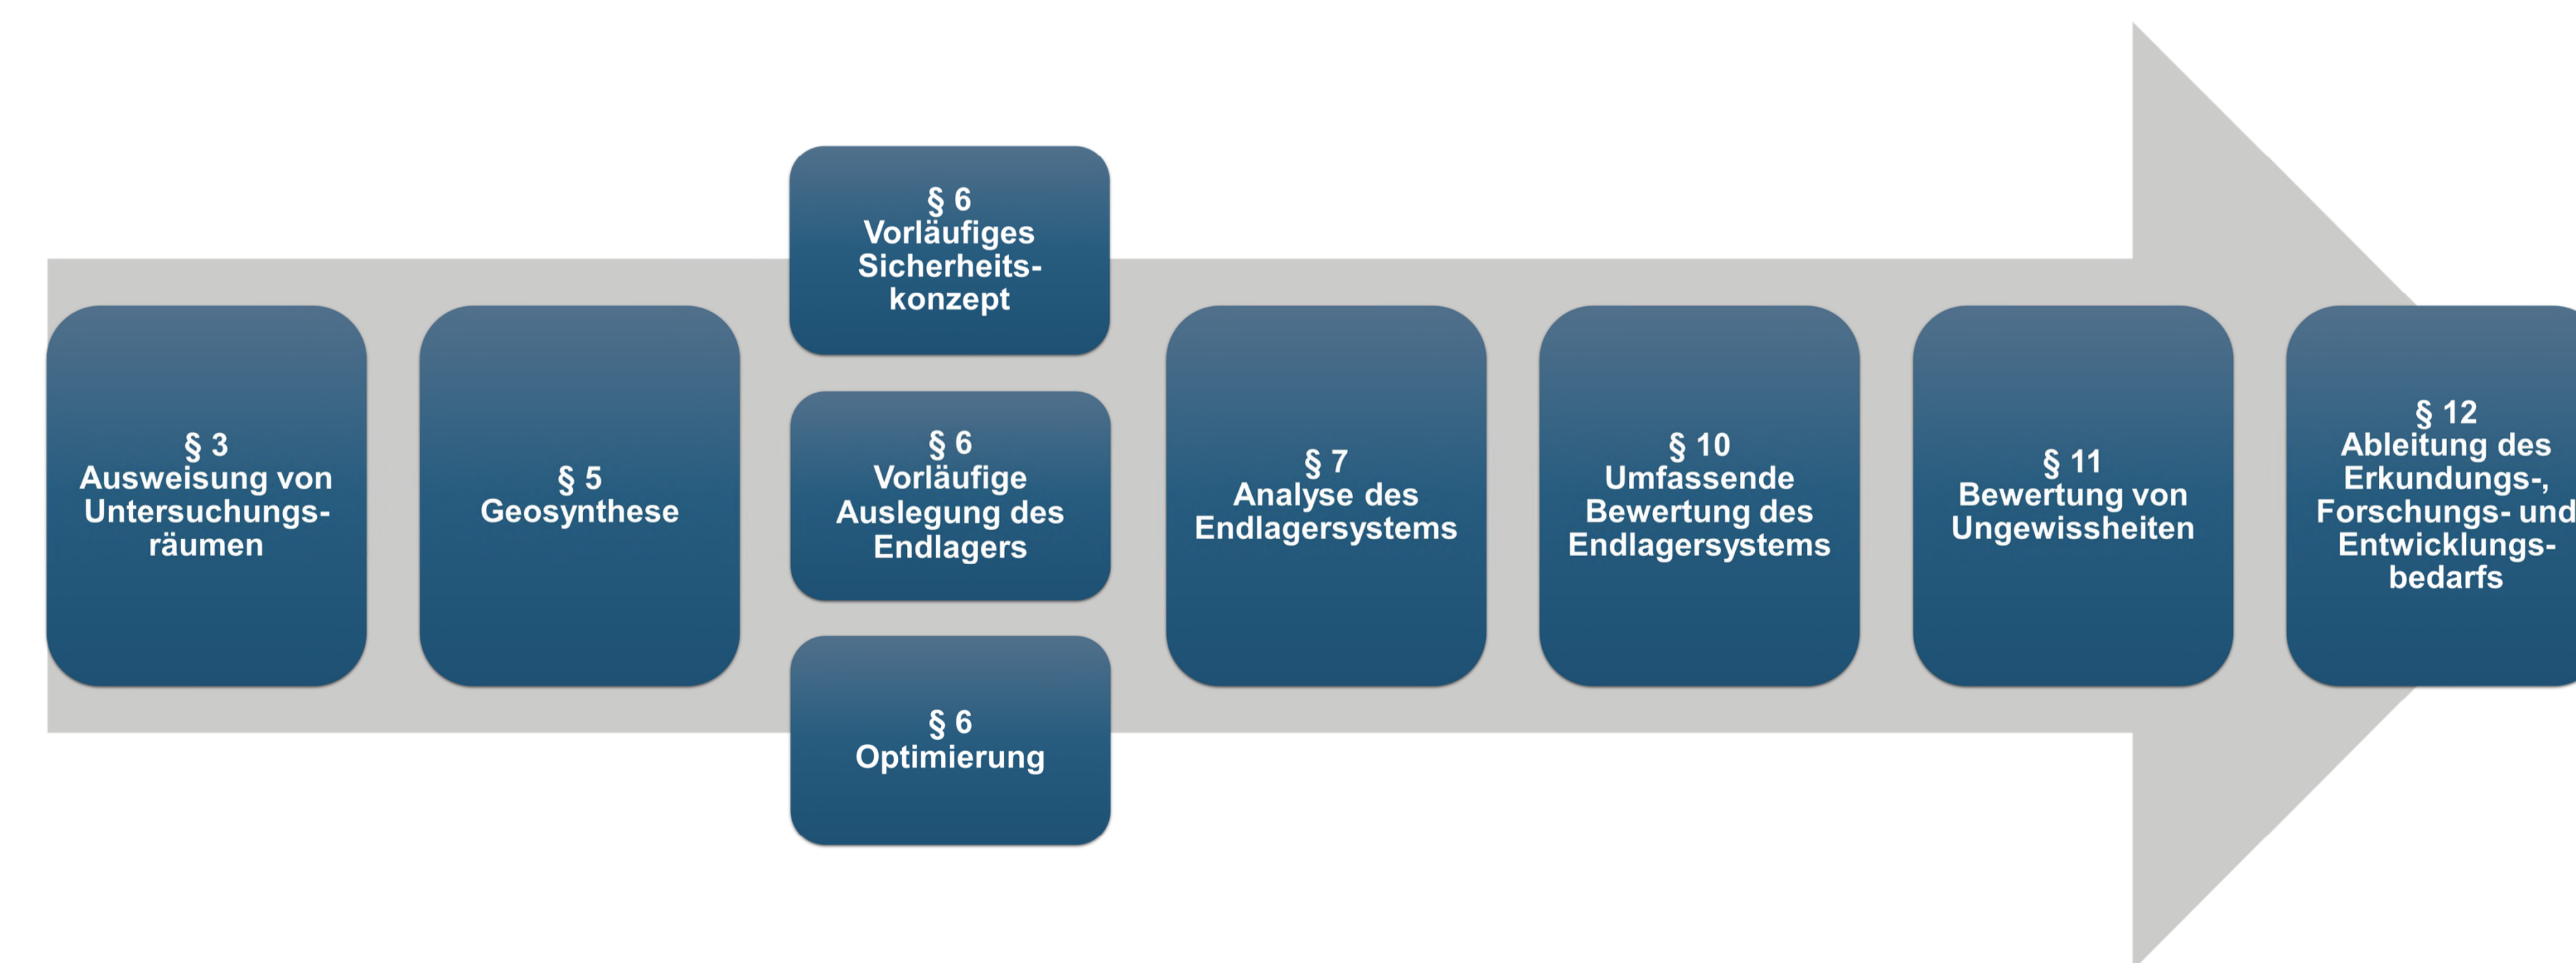 § 3
Ausweisung von
Untersuchungs-
räumen
§ 5
Geosynthese
§ 6
Vorläufiges
Sicherheits-
konzept
§ 6
Vorläufige
Auslegung des
Endlagers
§ 6
Optimierung
§ 7
Analyse des
Endlagersystems
§ 10
Umfassende
Bewertung des
Endlagersystems
§ 11
Bewertung von
Ungewissheiten
§ 12
Ableitung des
Erkundungs-,
Forschungs- und
Entwicklungs-
bedarfs